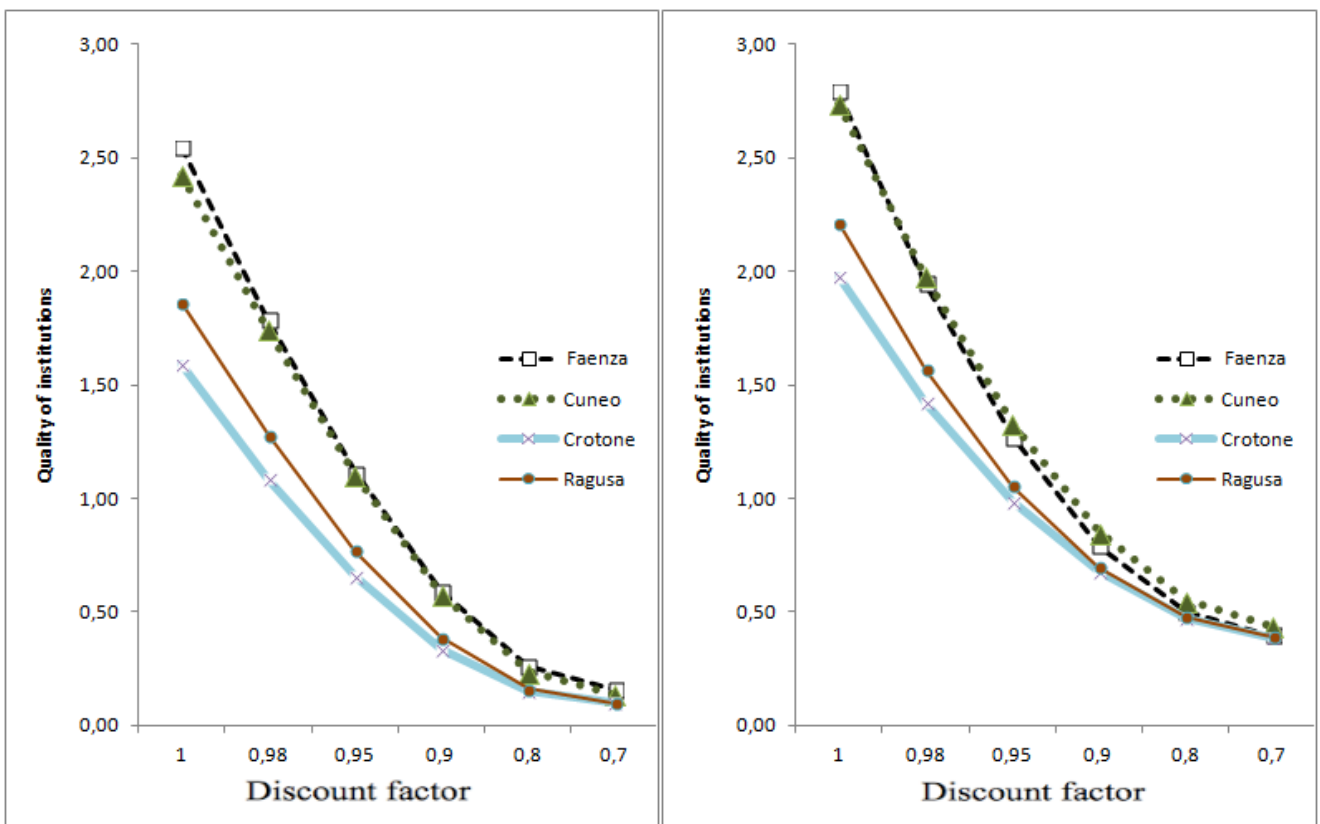 3,00
2,50
2,00
1,50
1,00
0,50
0,00
Quality of institutions
Faenza
Cuneo
Crotone
Ragusa
1 0,98 0,95 0,9 0,8 0,7
Discount factor
3,00
2,50
2,00
1,50
1,00
0,50
0,00
Quality of institutions
Faenza
Cuneo
Crotone
Ragusa
1 0,98 0,95 0,9 0,8 0,7
Discount factor